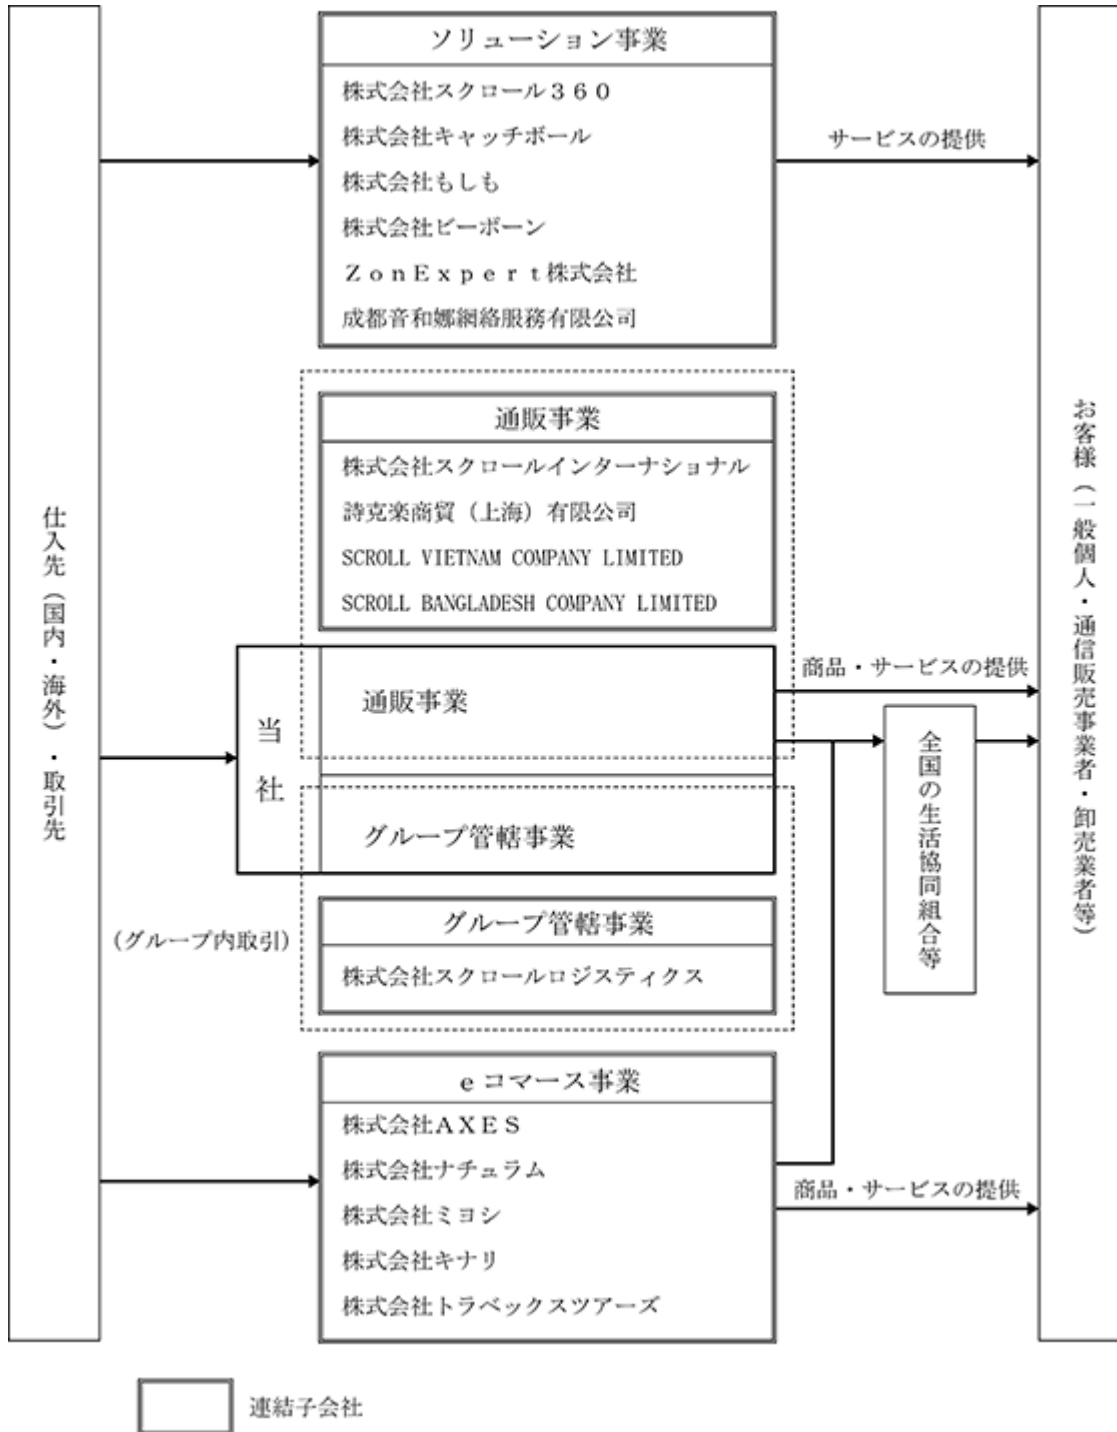 ソリューション事業
株式会社スクロール３６０
株式会社キャッチボール
株式会社もしも
株式会社ビーボーン
ＺｏｎＥｘｐｅｒｔ株式会社
成都音和娜網絡服務有限公司
サービスの提供
通販事業
株式会社スクロールインターナショナル
詩克楽商貿（上海）有限公司
SCROLL VIETNAM COMPANY LIMITED
SCROLL BANGLADESH COMPANY LIMITED
仕入先（国内・海外）・取引先
当社
通販事業
グループ管轄事業
商品・サービスの提供
全国の生活協同組合等
お客様（一般個人・通信販売事業者・卸売業者等）
（グループ内取引）
グループ管轄事業
株式会社スクロールロジスティクス
ｅコマース事業
株式会社ＡＸＥＳ
株式会社ナチュラム
株式会社ミヨシ
株式会社キナリ
株式会社トラベックスツアーズ
商品・サービスの提供
連結子会社